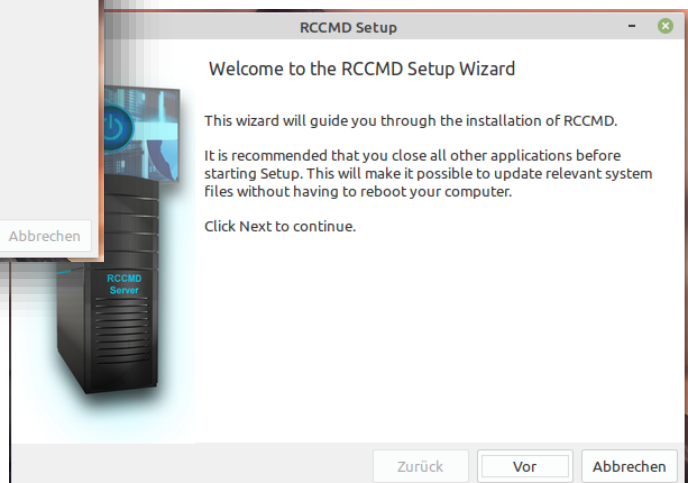 RCCMD Setup
Welcome to the RCCMD Setup Wizard
This wizard will guide you through the installation of RCCMD.
It is recommended that you close all other applications before
starting Setup. This will make it possible to update relevant system
files without having to reboot your computer.
Click Next to continue.
Abbrechen
RCCMD
Server
Zurück
Vor
Abbrechen